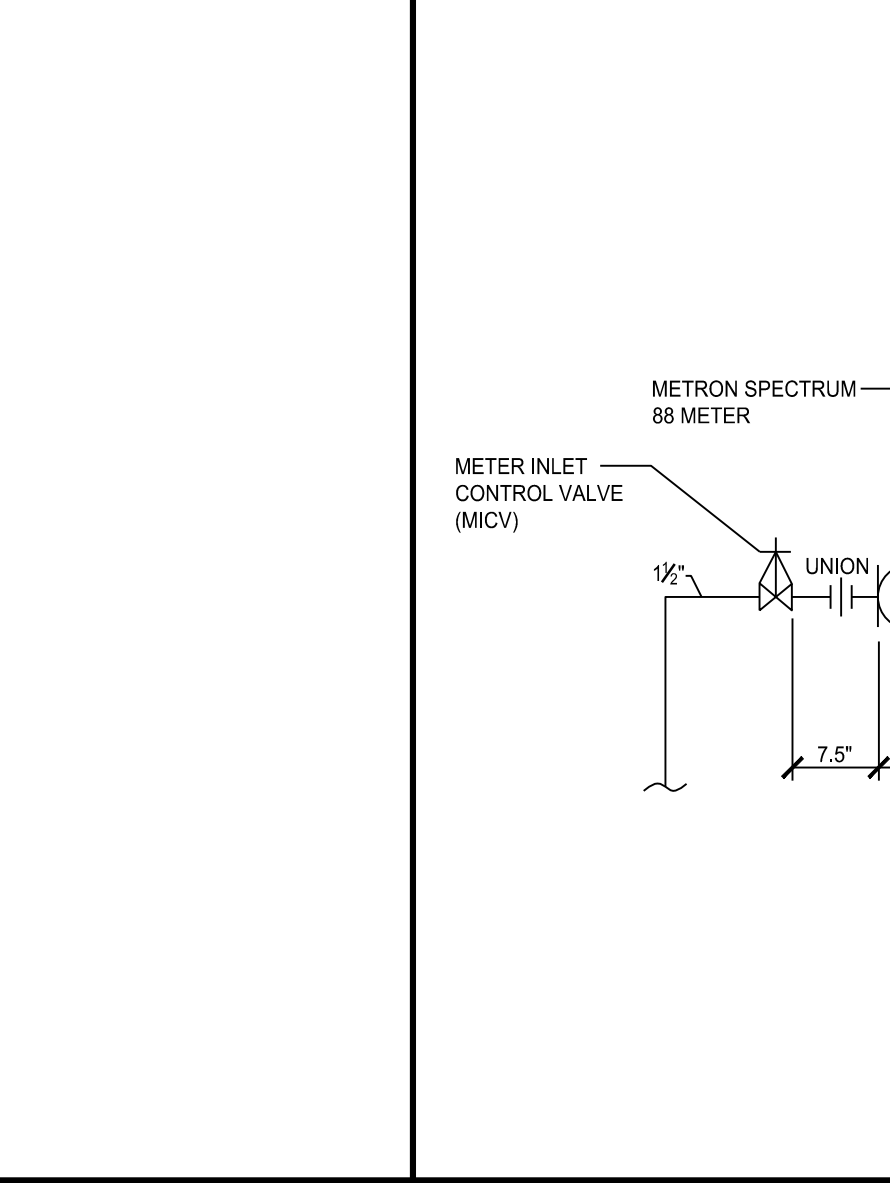 METRON SPECTRUM
88 METER
METER INLET
CONTROL VALVE
(MICV)
1½"
UNION
7.5"